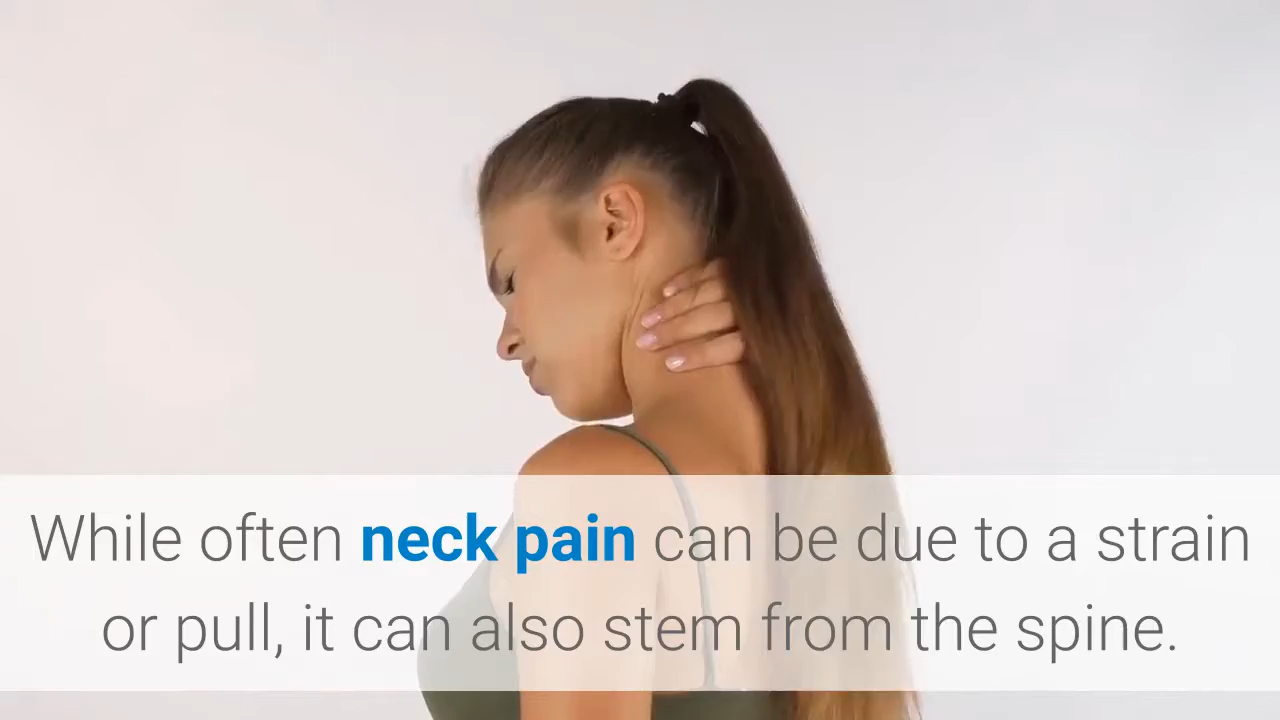 While often neck pain can be due to a strain
or pull, it can also stem from the spine.